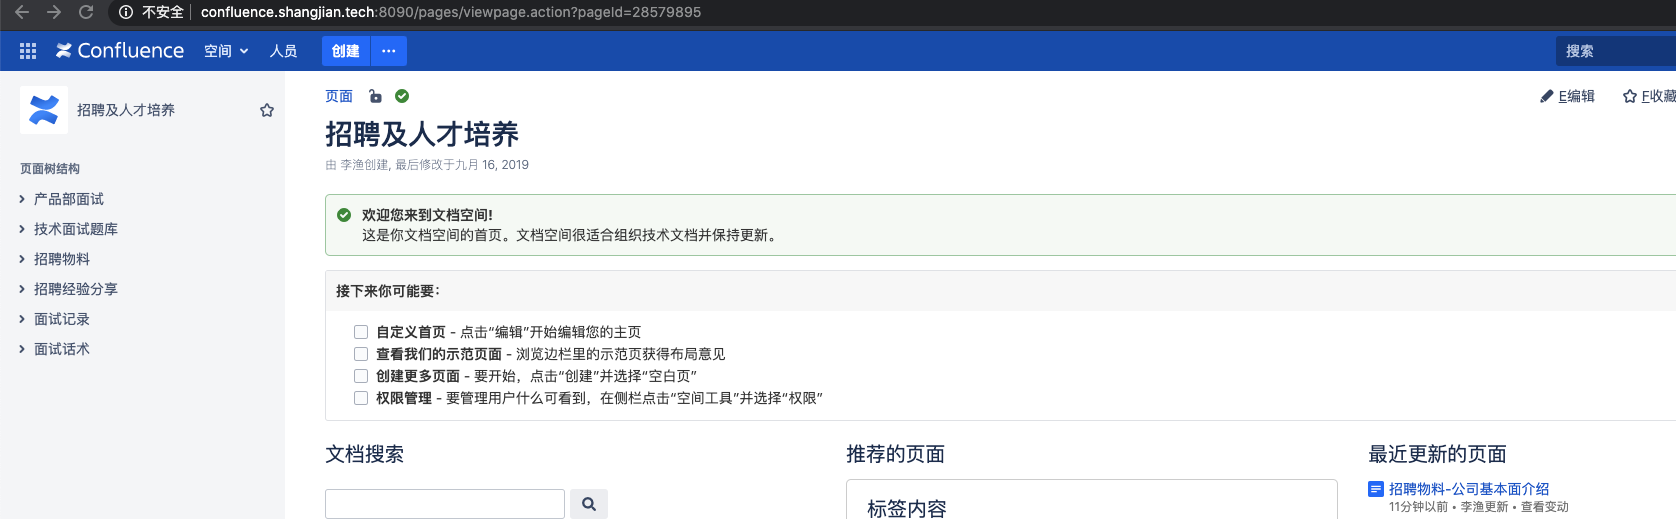 不安全 confluence.shangjian.tech:8090/pages/viewpage.action?pageId=28579895
Confluence 空间 人员 创建 ··· 搜索
招聘及人才培养
页面树结构
产品部面试
技术面试题库
招聘物料
招聘经验分享
面试记录
面试话术
页面
E编辑 F收藏
招聘及人才培养
由 李渔创建, 最后修改于九月 16, 2019
欢迎您来到文档空间!
这是你文档空间的首页。文档空间很适合组织技术文档并保持更新。
接下来你可能要:
自定义首页 - 点击“编辑”开始编辑您的主页
查看我们的示范页面 - 浏览边栏里的示范页获得布局意见
创建更多页面 - 要开始，点击“创建”并选择“空白页”
权限管理 - 要管理用户什么可看到，在侧栏点击“空间工具”并选择“权限”
文档搜索
推荐的页面
标签内容
最近更新的页面
招聘物料-公司基本面介绍
11分钟以前 • 李渔更新 • 查看变动